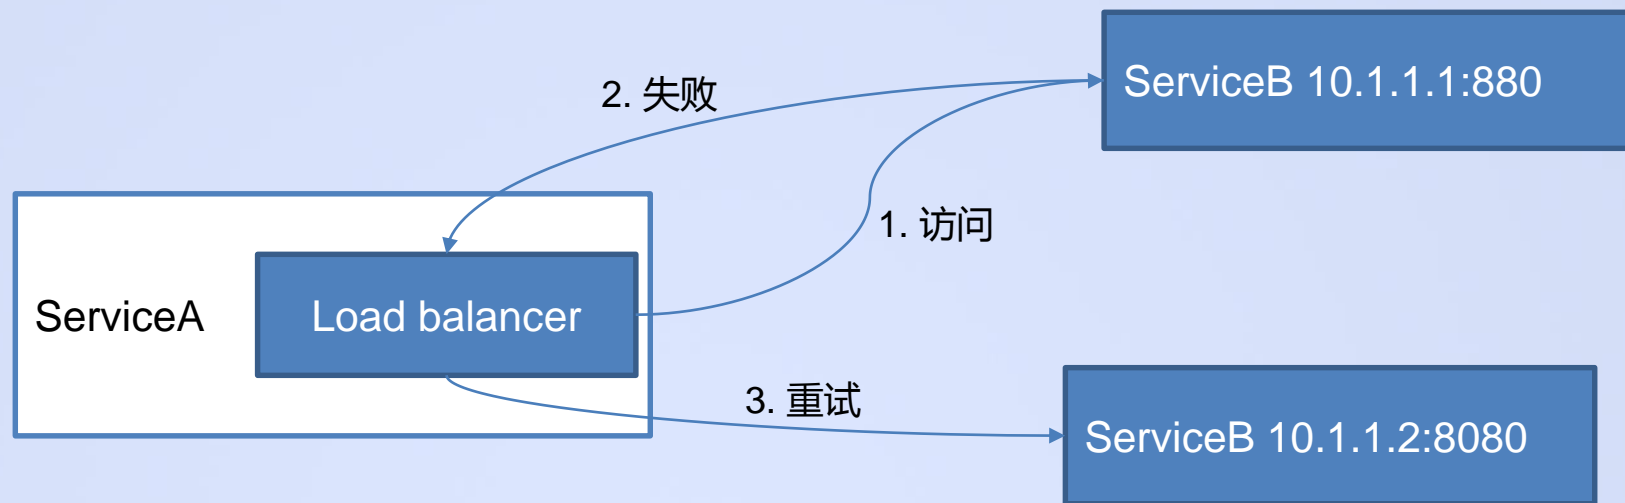 ServiceB 10.1.1.1:880
2. 失败
1. 访问
ServiceA
Load balancer
3. 重试
ServiceB 10.1.1.2:8080